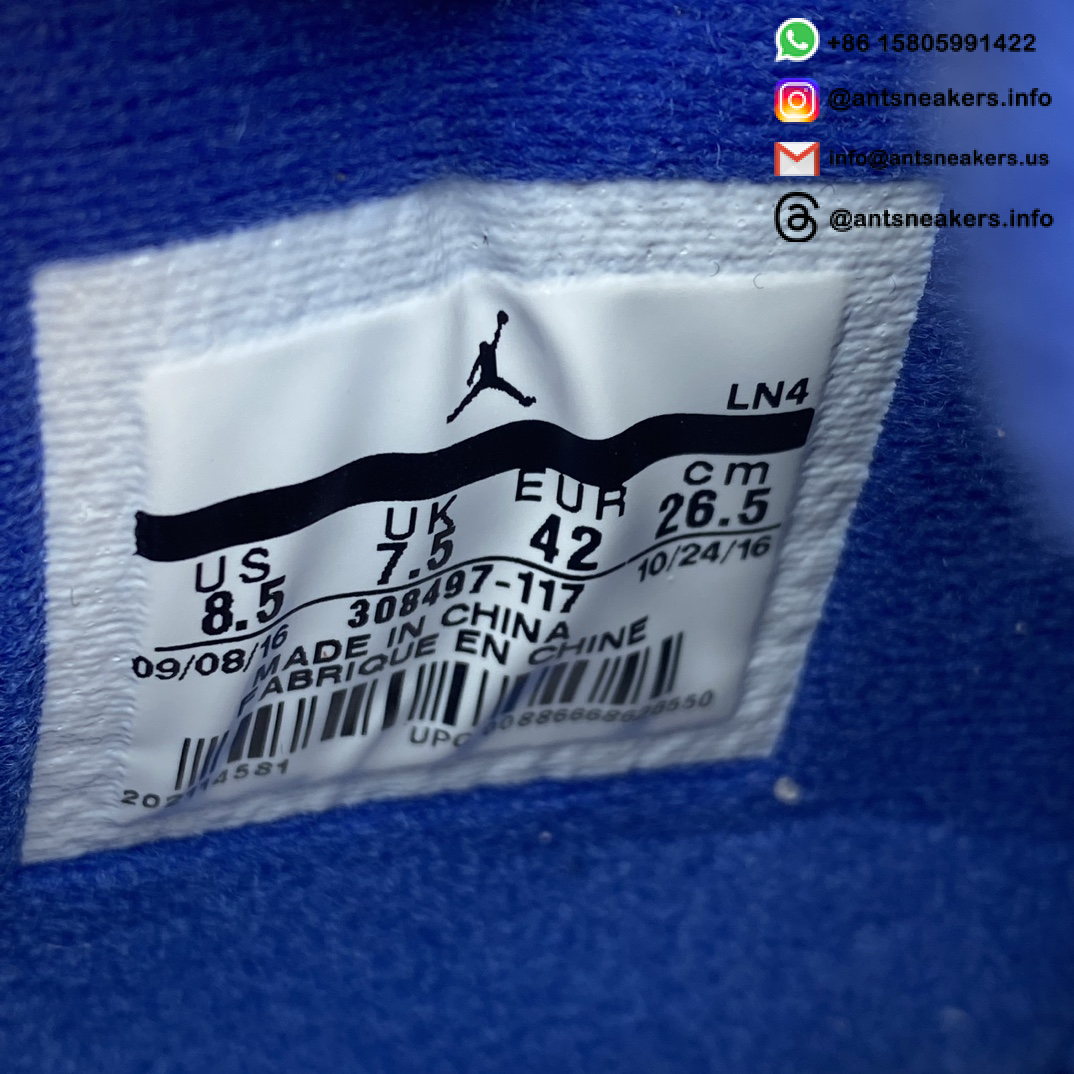 +86 15805991422
@antsneakers.info
info@antsneakers.us
@antsneakers.info
LN4
US UK EUR cm
8.5 7.5 42 26.5
09/08/16 308497-117 10/24/16
MADE IN CHINA
FABRIQUE EN CHINE
UPC